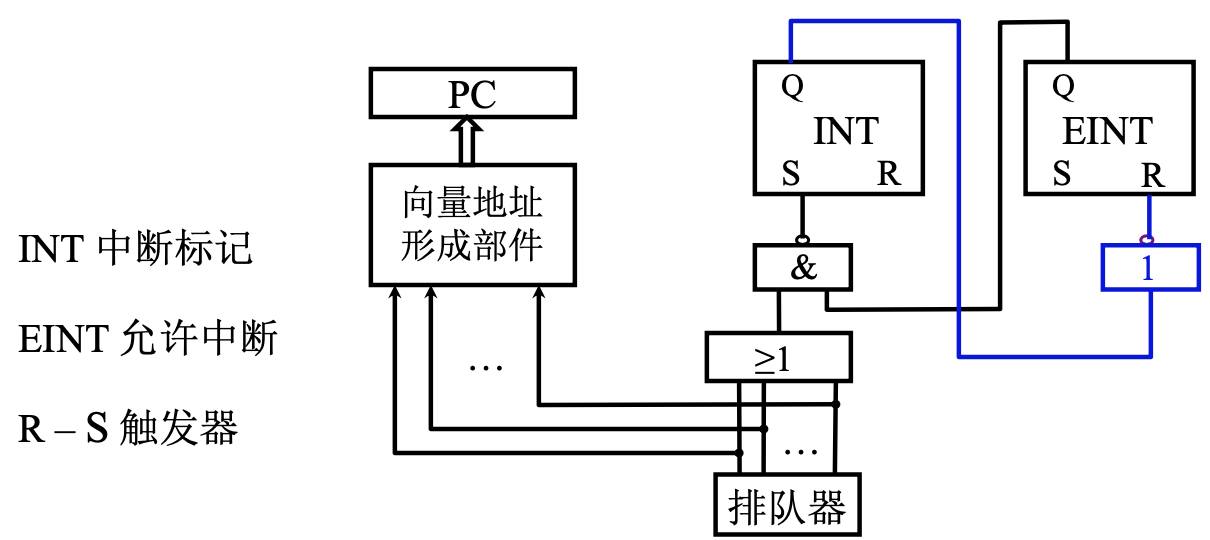 PC
向量地址
形成部件
INT 中断标记
EINT 允许中断
R – S 触发器
Q
INT
S R
Q
EINT
S R
&
1
≥1
…
…
排队器